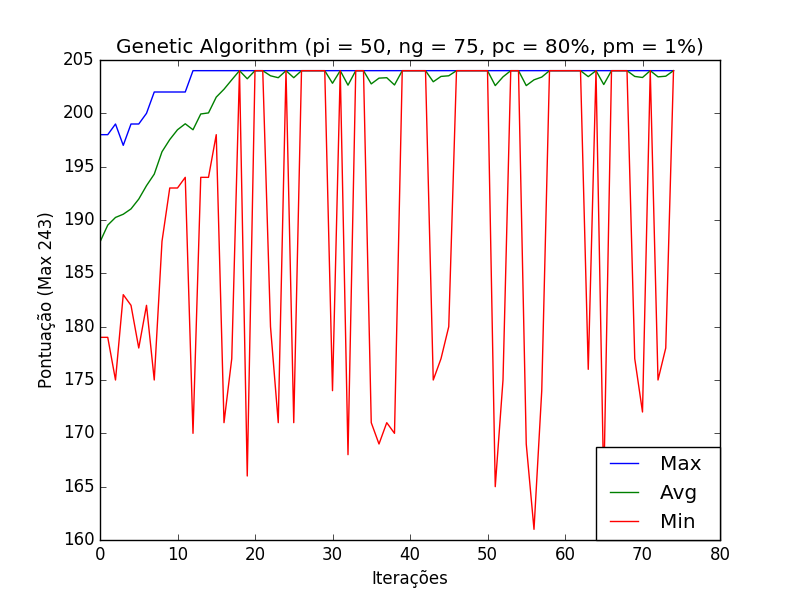 Genetic Algorithm (pi = 50, ng = 75, pc = 80%, pm = 1%)
205
200
195
190
185
180
175
170
165
160
Pontuação (Max 243)
Max
Avg
Min
0 10 20 30 40 50 60 70 80
Iterações